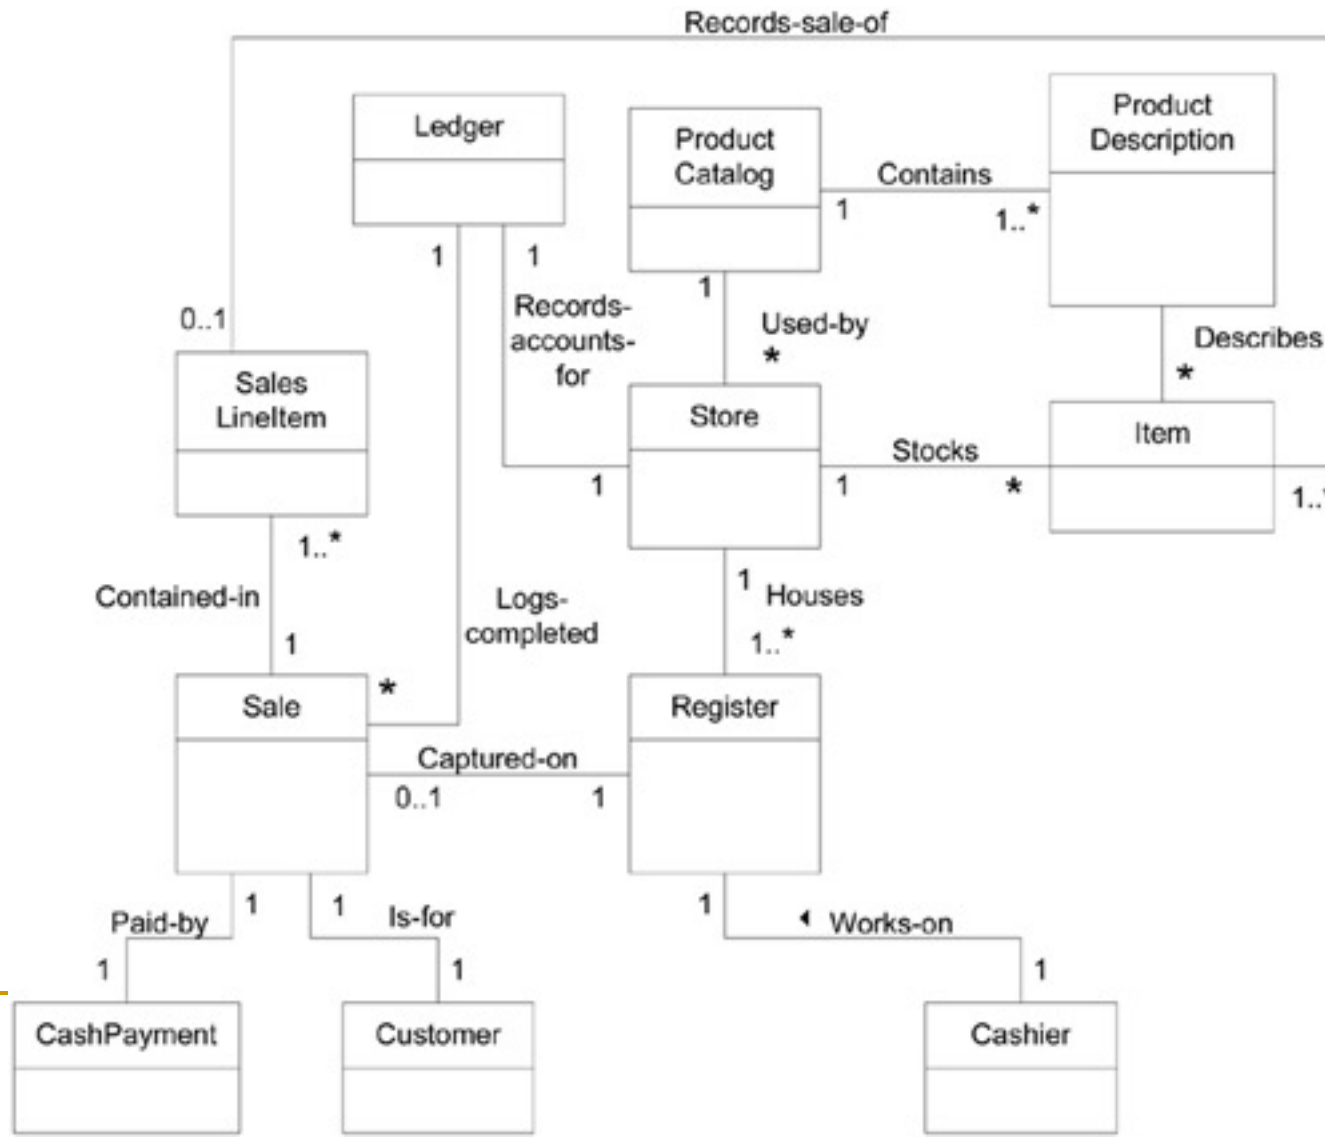 Records-sale-of
Ledger
Product
Catalog
Product
Description
Contains
1
1..*
1
1
1
Records-
accounts-
for
Used-by
*
0..1
Describes
*
Sales
LineItem
Store
Item
Stocks
1
1
*
1..*
1
Houses
1..*
Contained-in
1
Logs-
completed
*
Sale
Register
Captured-on
0..1
1
1
1
Paid-by
Is-for
1
Works-on
1
1
1
CashPayment
Customer
Cashier